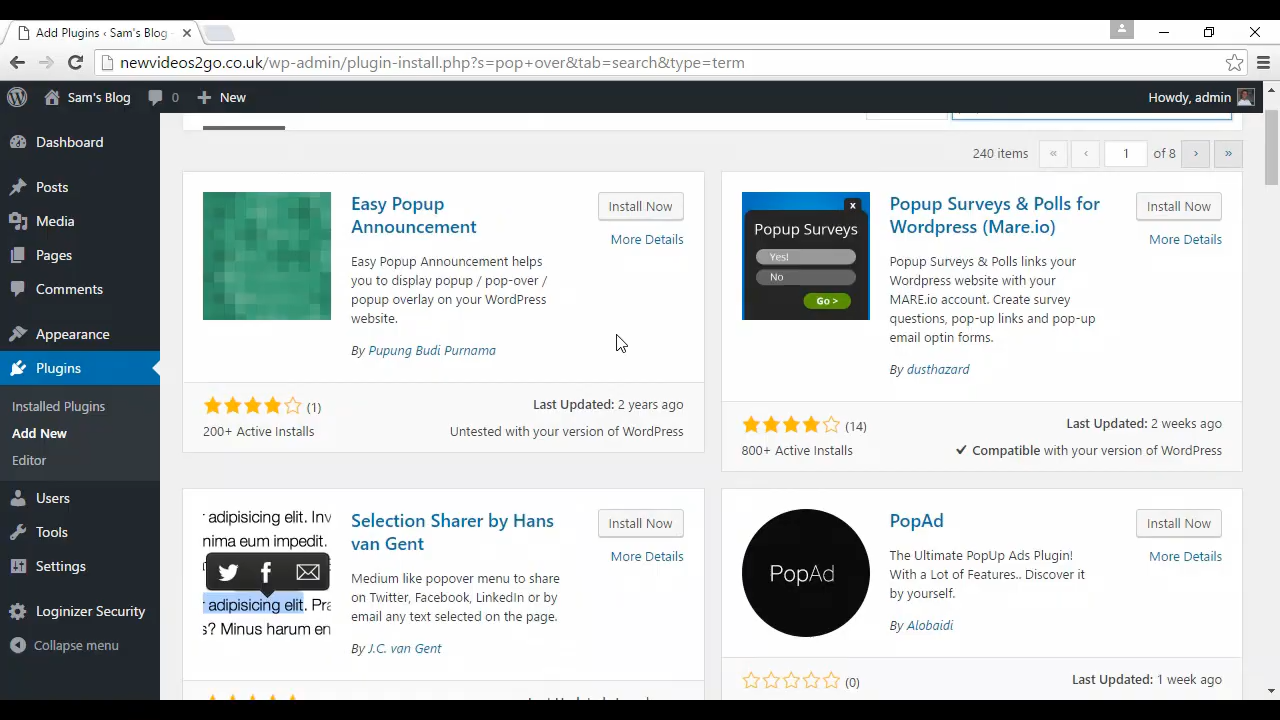 Add Plugins ‹ Sam's Blog
newvideos2go.co.uk/wp-admin/plugin-install.php?s=pop+over&tab=search&type=term
Sam's Blog
0
New
Howdy, admin
Dashboard
Posts
Media
Pages
Comments
Appearance
Plugins
Installed Plugins
Add New
Editor
Users
Tools
Settings
Loginizer Security
Collapse menu
240 items
«
‹
1
of 8
›
»
Easy Popup
Announcement
Install Now
More Details
Easy Popup Announcement helps
you to display popup / pop-over /
popup overlay on your WordPress
website.
By Pupung Budi Purnama
(1)
200+ Active Installs
Last Updated: 2 years ago
Untested with your version of WordPress
x
Popup Surveys
Yes!
No
Go >
Popup Surveys & Polls for
Wordpress (Mare.io)
Install Now
More Details
Popup Surveys & Polls links your
Wordpress website with your
MARE.io account. Create survey
questions, pop-up links and pop-up
email optin forms.
By dusthazard
(14)
800+ Active Installs
Last Updated: 2 weeks ago
Compatible with your version of WordPress
adipisicing elit. Inv
nima eum impedit.
adipisicing elit. Pra
s? Minus harum en
Selection Sharer by Hans
van Gent
Install Now
More Details
Medium like popover menu to share
on Twitter, Facebook, LinkedIn or by
email any text selected on the page.
By J.C. van Gent
PopAd
PopAd
Install Now
More Details
The Ultimate PopUp Ads Plugin!
With a Lot of Features.. Discover it
by yourself.
By Alobaidi
(0)
Last Updated: 1 week ago